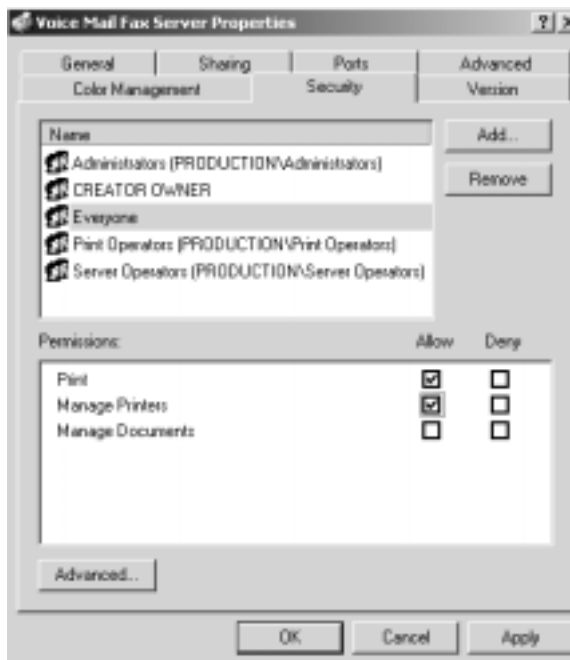 Voice Mail Fax Server Properties
General Sharing Ports Advanced
Color Management Security Version
Name
Add...
Administrators (PRODUCTION\Administrators)
Remove
CREATOR OWNER
Everyone
Print Operators (PRODUCTION\Print Operators)
Server Operators (PRODUCTION\Server Operators)
Permissions: Allow Deny
Print
Manage Printers
Manage Documents
Advanced...
OK Cancel Apply